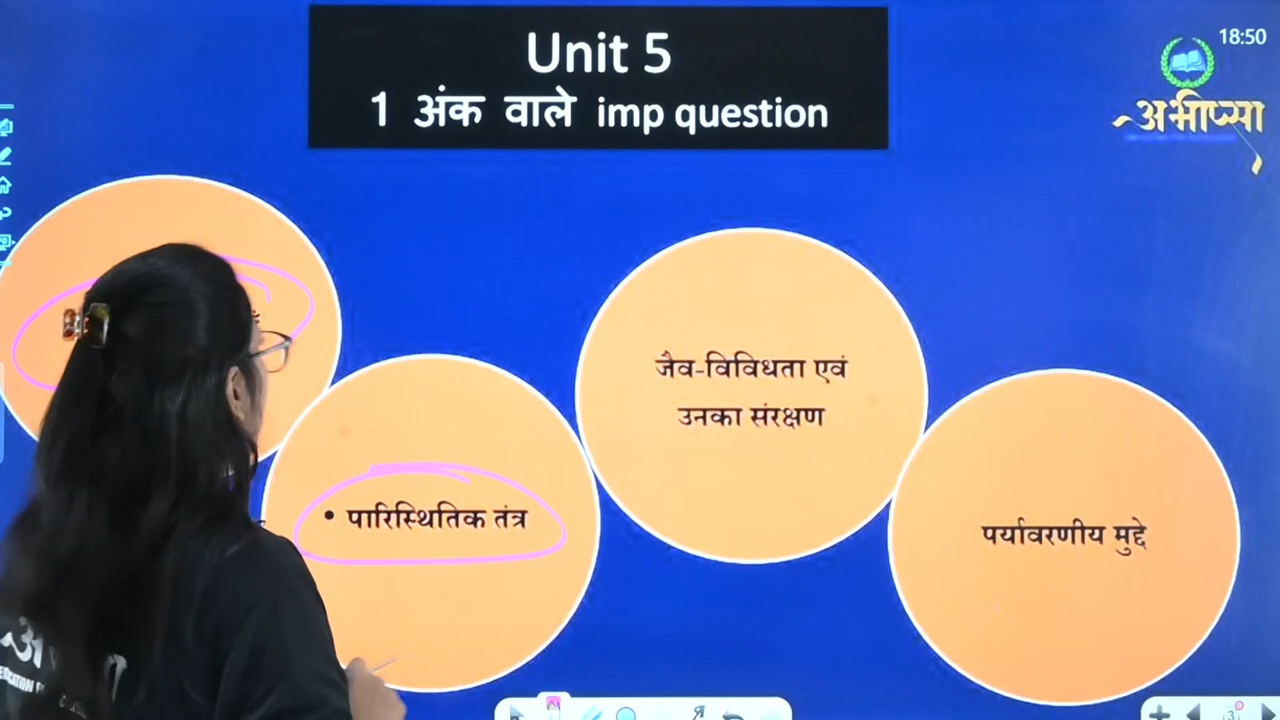 Unit 5
1 अंक वाले imp question
18:50
अभीप्सा
• पारिस्थितिक तंत्र
जैव-विविधता एवं
उनका संरक्षण
पर्यावरणीय मुद्दे